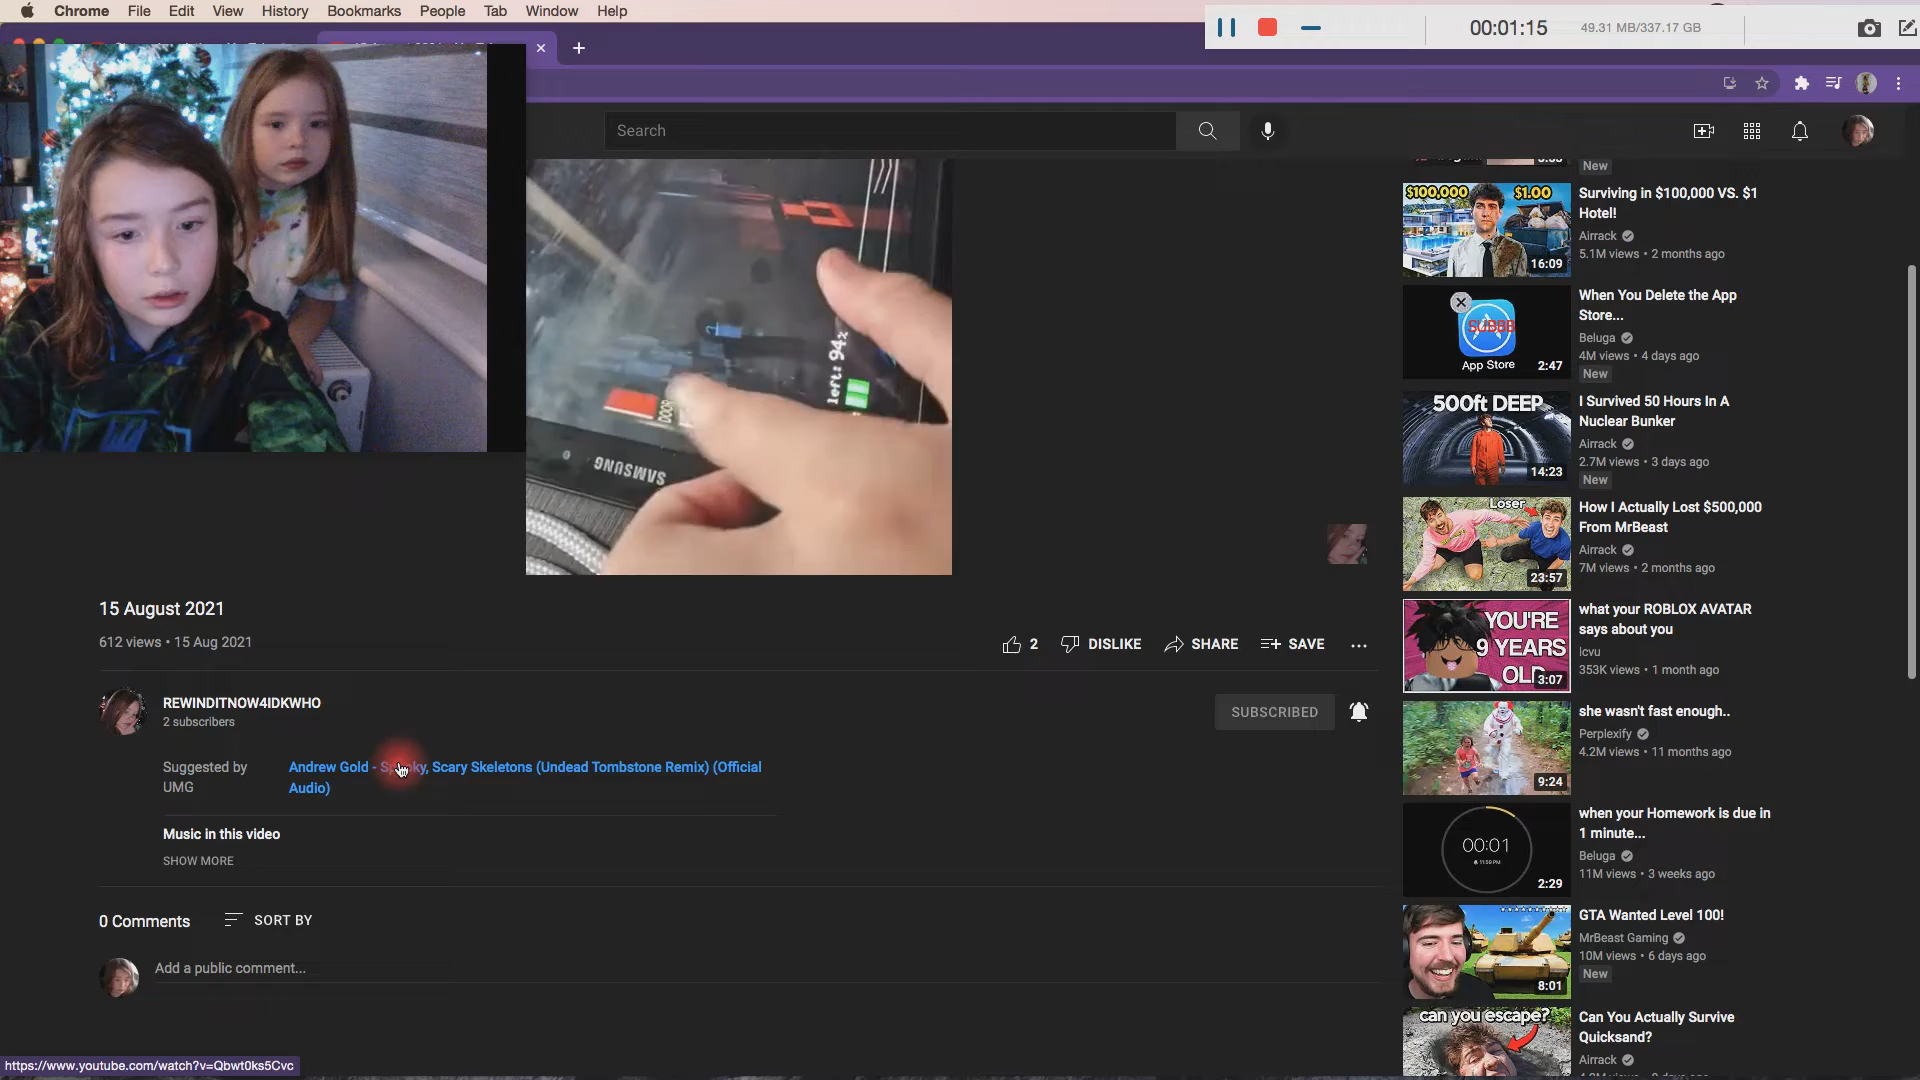 Chrome File Edit View History Bookmarks People Tab Window Help
00:01:15 49.31 MB/337.17 GB
Search
SAMSUNG
left: 94%
DOOR
15 August 2021
612 views • 15 Aug 2021
2 DISLIKE SHARE SAVE
REWINDITNOW4IDKWHO
2 subscribers
SUBSCRIBED
Suggested by
UMG
Andrew Gold - Spooky, Scary Skeletons (Undead Tombstone Remix) (Official
Audio)
Music in this video
SHOW MORE
0 Comments SORT BY
Add a public comment...
https://www.youtube.com/watch?v=Qbwt0ks5Cvc
New
$100,000 $1.00
16:09
Surviving in $100,000 VS. $1
Hotel!
Airrack
5.1M views • 2 months ago
SUBBB
App Store 2:47
When You Delete the App
Store...
Beluga
4M views • 4 days ago
New
500ft DEEP
14:23
I Survived 50 Hours In A
Nuclear Bunker
Airrack
2.7M views • 3 days ago
New
Loser
23:57
How I Actually Lost $500,000
From MrBeast
Airrack
7M views • 2 months ago
YOU'RE
9 YEARS
OLD
3:07
what your ROBLOX AVATAR
says about you
Icvu
353K views • 1 month ago
9:24
she wasn't fast enough..
Perplexify
4.2M views • 11 months ago
00:01
11:59 PM
2:29
when your Homework is due in
1 minute...
Beluga
11M views • 3 weeks ago
8:01
GTA Wanted Level 100!
MrBeast Gaming
10M views • 6 days ago
New
can you escape?
Can You Actually Survive
Quicksand?
Airrack